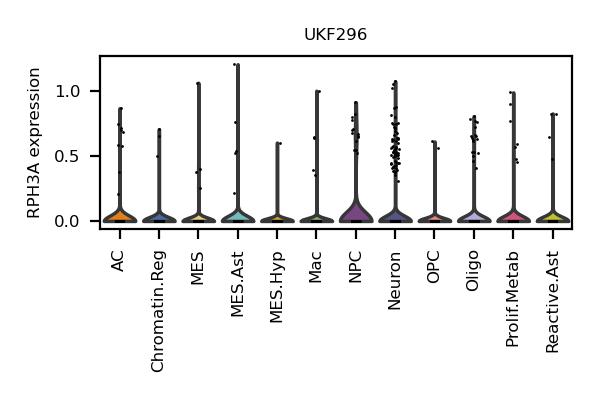 UKF296
RPH3A expression
1.0
0.5
0.0
AC
Chromatin.Reg
MES
MES.Ast
MES.Hyp
Mac
NPC
Neuron
OPC
Oligo
Prolif.Metab
Reactive.Ast